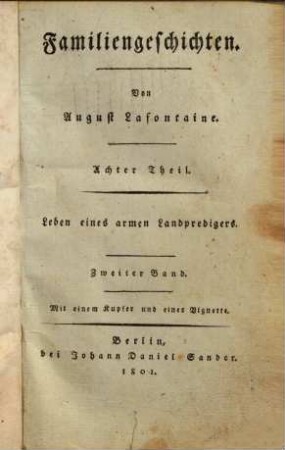 Familiengeschichten.
Von
August Lafontaine.
Achter Theil.
Leben eines armen Landpredigers.
Zweiter Band.
Mit einem Kupfer und einer Vignette.
Berlin,
bei Johann Daniel Sander.
1801.